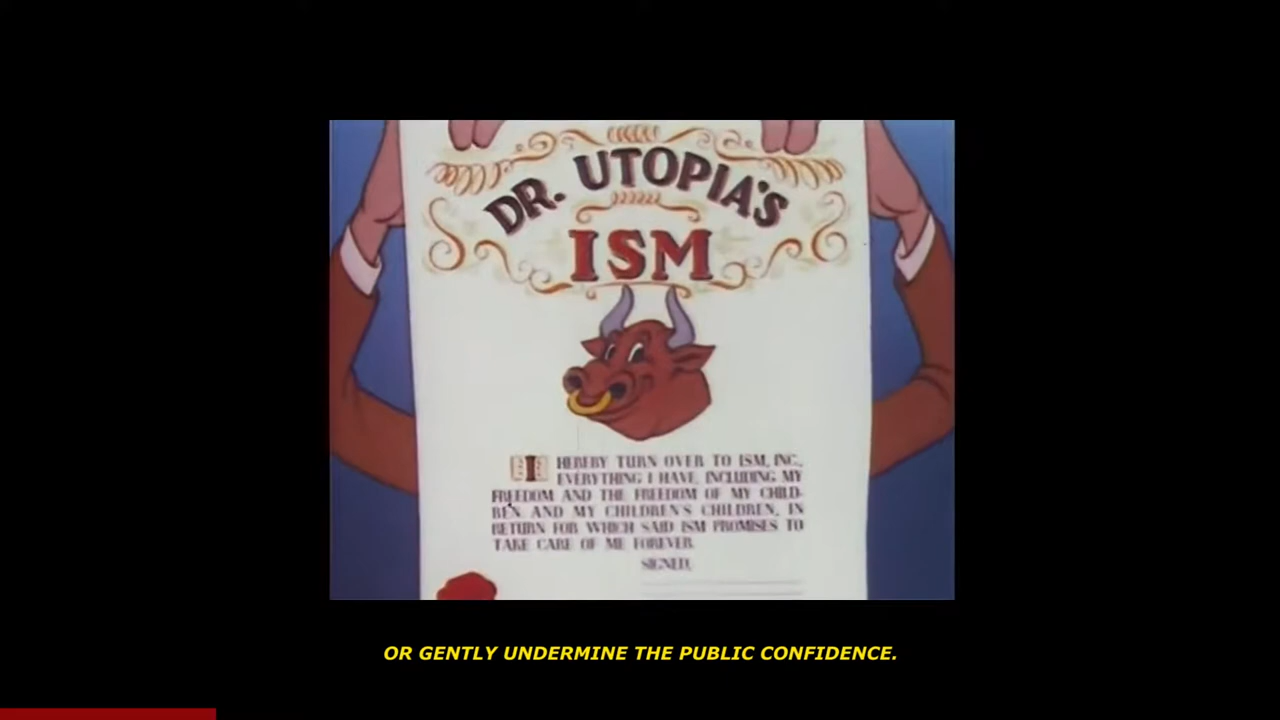 DR. UTOPIA'S
ISM
I HEREBY TURN OVER TO ISM, INC.,
EVERYTHING I HAVE, INCLUDING MY
FREEDOM AND THE FREEDOM OF MY CHILD-
REN AND MY CHILDREN'S CHILDREN, IN
RETURN FOR WHICH SAID ISM PROMISES TO
TAKE CARE OF ME FOREVER.
SIGNED,
OR GENTLY UNDERMINE THE PUBLIC CONFIDENCE.